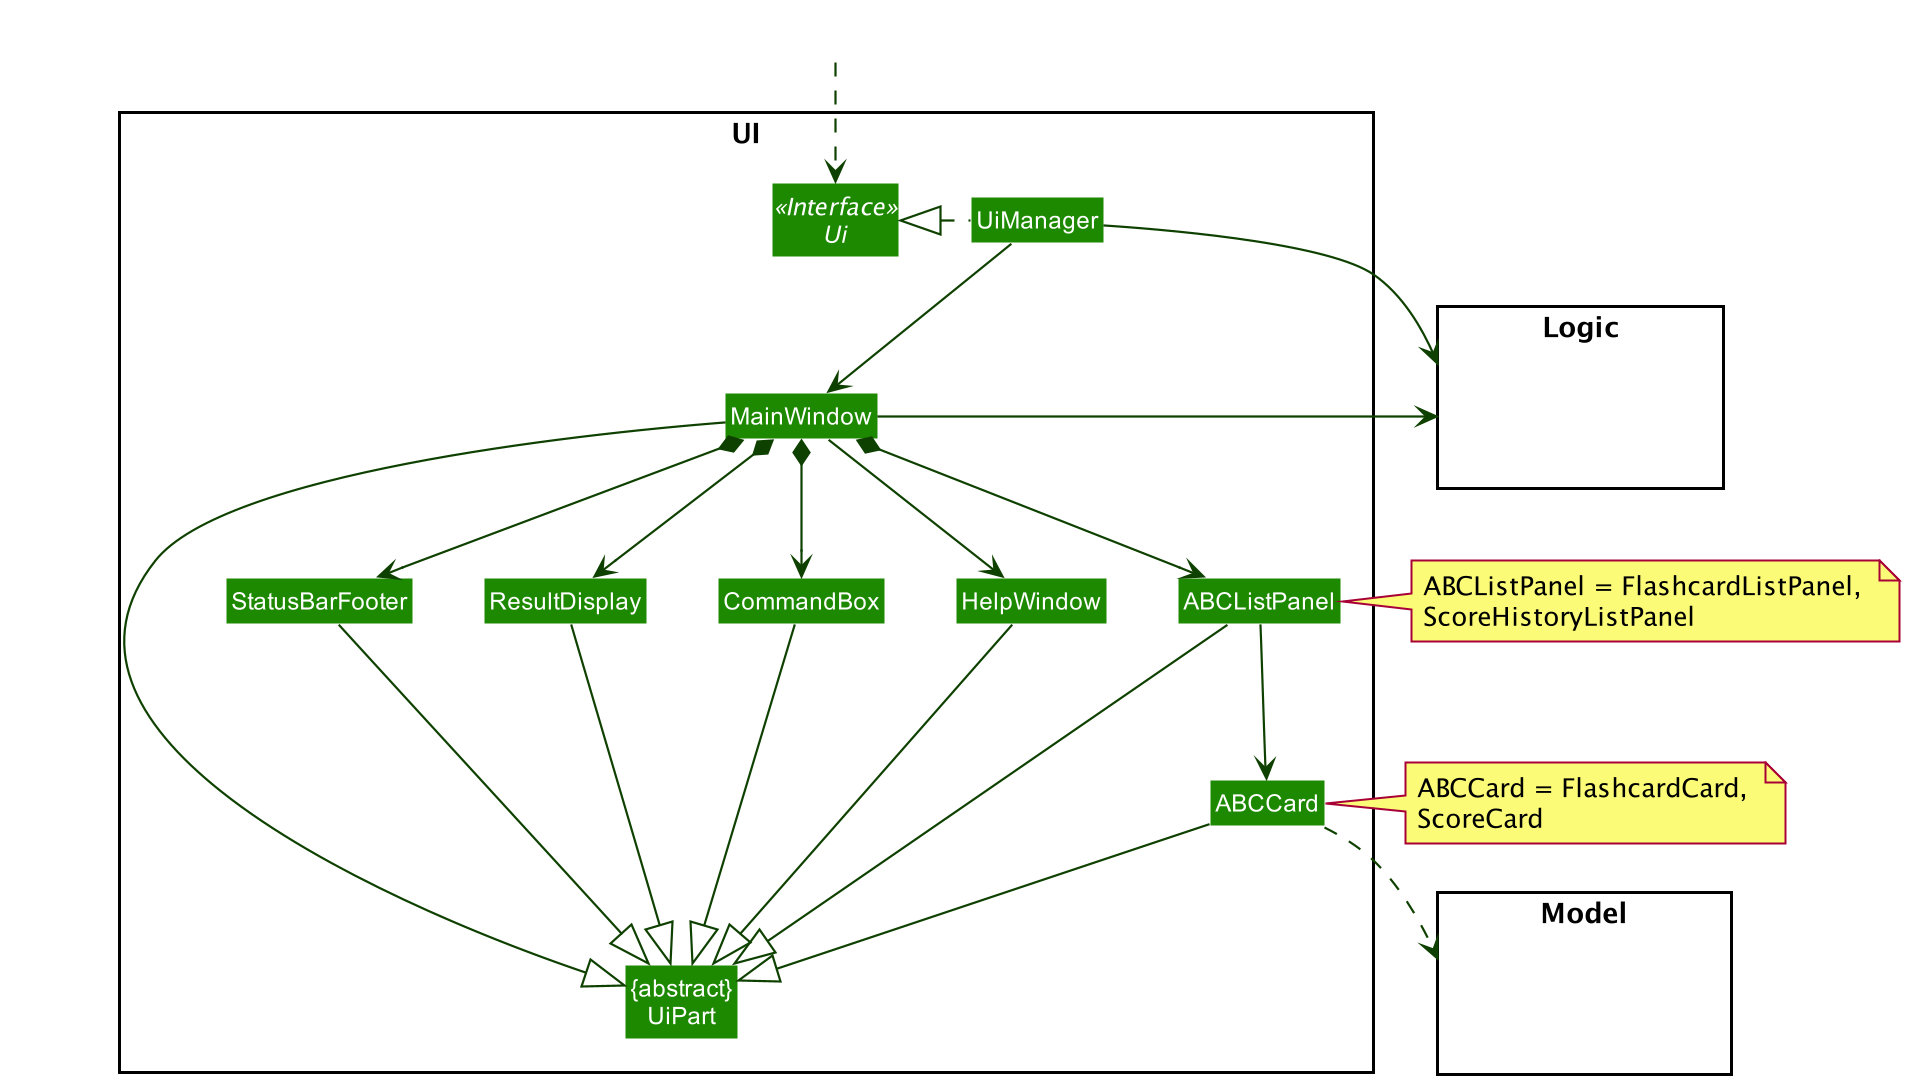 UI
«Interface»
Ui
UiManager
Logic
MainWindow
StatusBarFooter
ResultDisplay
CommandBox
HelpWindow
ABCListPanel
ABCListPanel = FlashcardListPanel,
ScoreHistoryListPanel
ABCCard
ABCCard = FlashcardCard,
ScoreCard
Model
{abstract}
UiPart